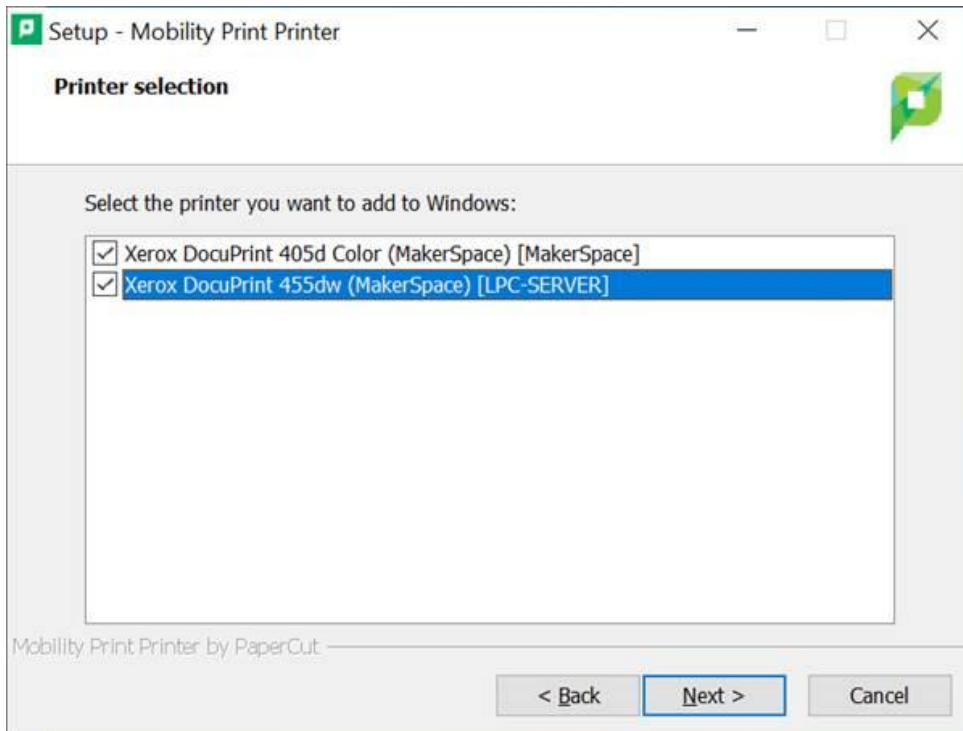 Setup - Mobility Print Printer
Printer selection
Select the printer you want to add to Windows:
Xerox DocuPrint 405d Color (MakerSpace) [MakerSpace]
Xerox DocuPrint 455dw (MakerSpace) [LPC-SERVER]
Mobility Print Printer by PaperCut
< Back Next > Cancel